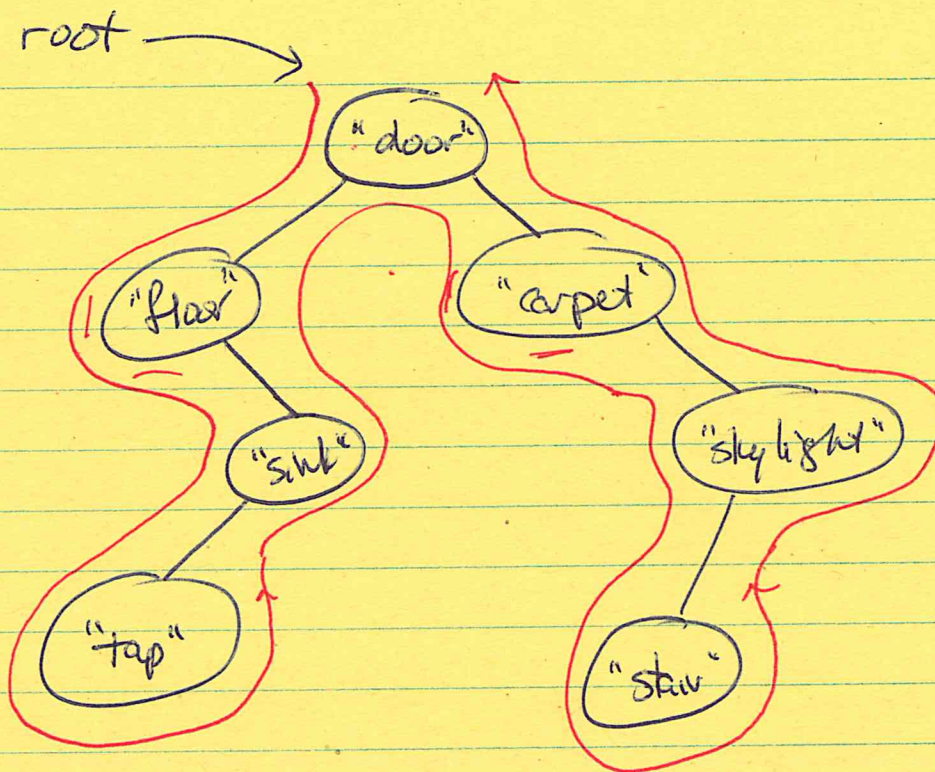 root
"door"
"floor" "carpet"
"sink" "skylight"
"tap" "stair"